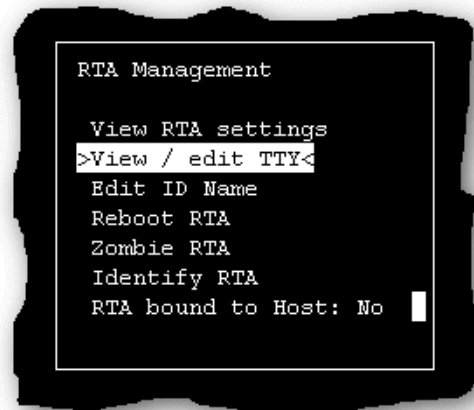 RTA Management
View RTA settings
>View / edit TTY<
Edit ID Name
Reboot RTA
Zombie RTA
Identify RTA
RTA bound to Host: No